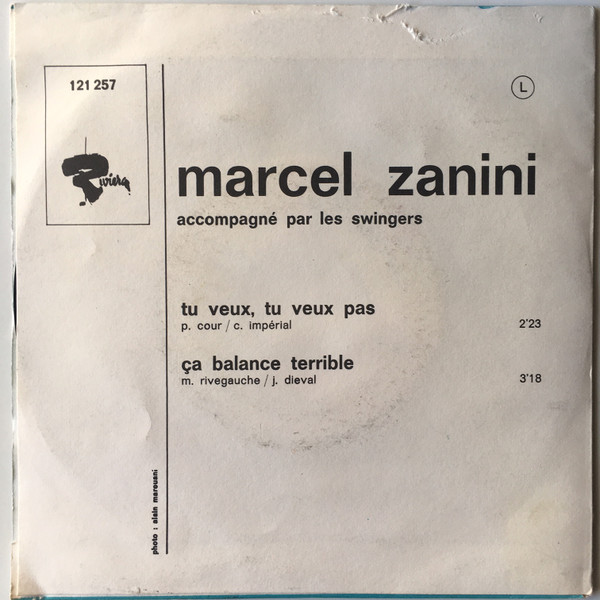 121 257
L
Riviera
marcel zanini
accompagné par les swingers
tu veux, tu veux pas
p. cour / c. impérial 2'23
ça balance terrible
m. rivegauche / j. dieval 3'18
photo : alain marouani